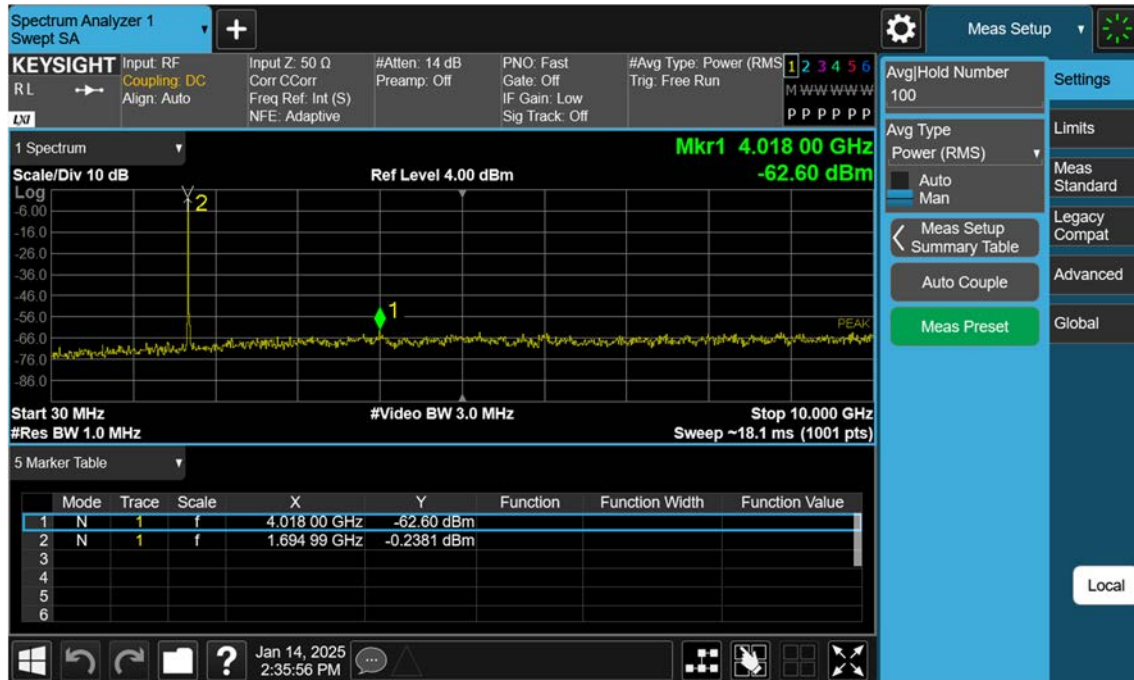 Spectrum Analyzer 1
Swept SA
+
Meas Setup
KEYSIGHT
RL
LXI
Input: RF
Coupling: DC
Align: Auto
Input Z: 50 Ω
Corr CCorr
Freq Ref: Int (S)
NFE: Adaptive
#Atten: 14 dB
Preamp: Off
PNO: Fast
Gate: Off
IF Gain: Low
Sig Track: Off
#Avg Type: Power (RMS)
Trig: Free Run
1 2 3 4 5 6
M W W W W W
P P P P P P
Avg|Hold Number
100
Avg Type
Power (RMS)
Auto
Man
Meas Setup
Summary Table
Auto Couple
Meas Preset
Settings
Limits
Meas
Standard
Legacy
Compat
Advanced
Global
Local
1 Spectrum
Mkr1 4.018 00 GHz
-62.60 dBm
Scale/Div 10 dB
Ref Level 4.00 dBm
Log
-6.00
-16.0
-26.0
-36.0
-46.0
-56.0
-66.0
-76.0
-86.0
2
1
PEAK
Start 30 MHz
#Video BW 3.0 MHz
Stop 10.000 GHz
#Res BW 1.0 MHz
Sweep ~18.1 ms (1001 pts)
5 Marker Table
Mode Trace Scale X Y Function Function Width Function Value
1 N 1 f 4.018 00 GHz -62.60 dBm
2 N 1 f 1.694 99 GHz -0.2381 dBm
3
4
5
6
?
Jan 14, 2025
2:35:56 PM